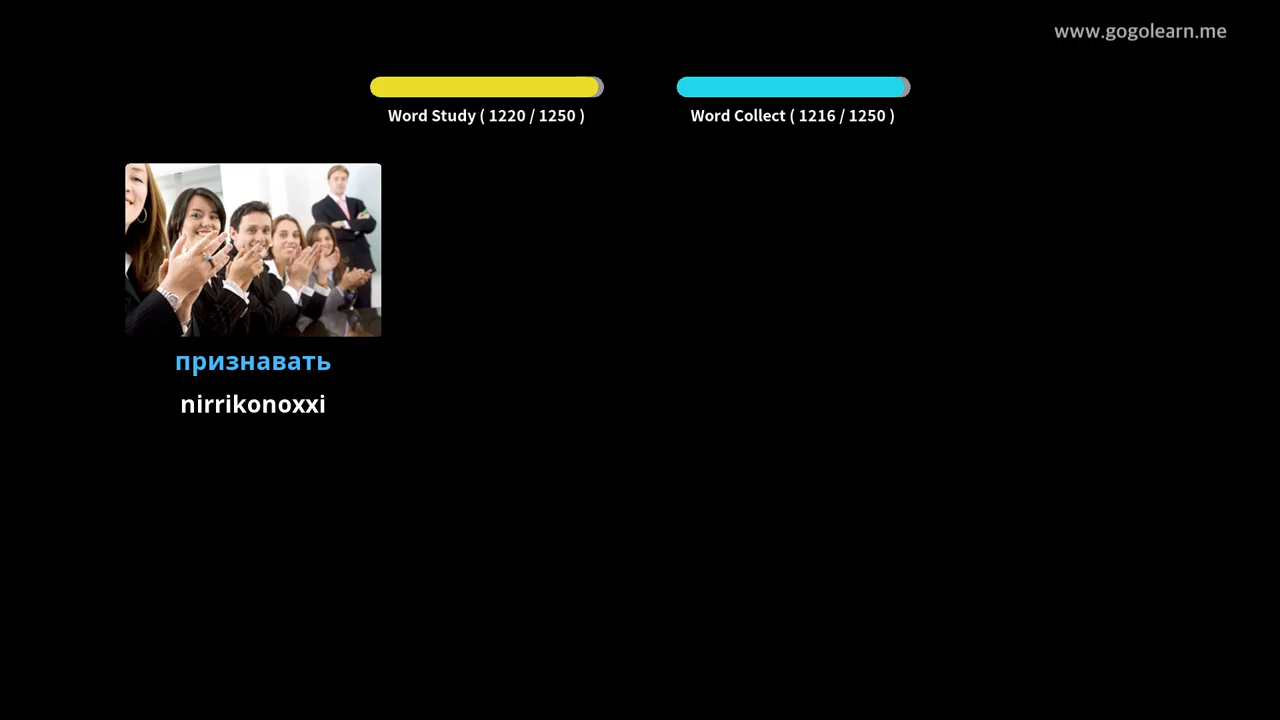 www.gogolearn.me
Word Study ( 1220 / 1250 )
Word Collect ( 1216 / 1250 )
признавать
nirrikonoxxi